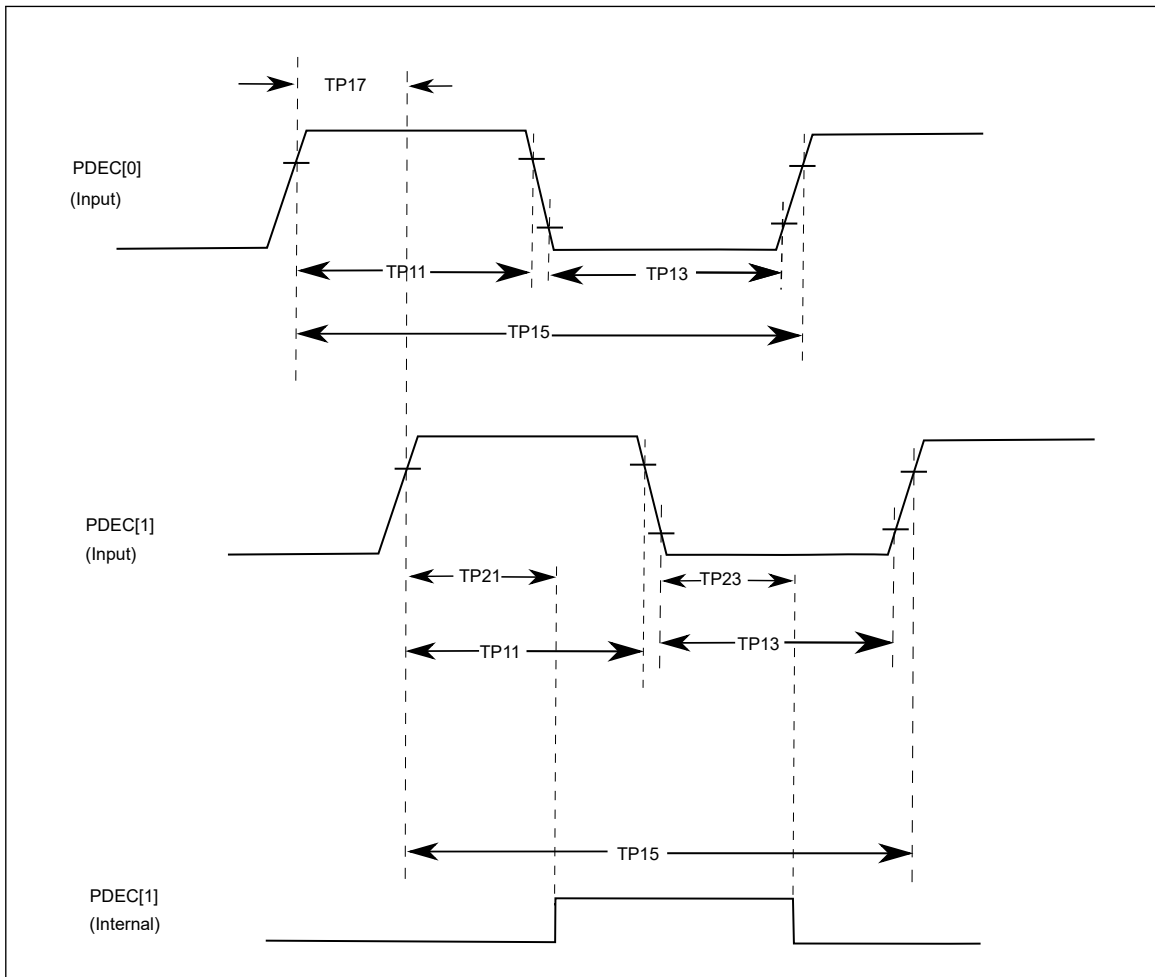 TP17
PDEC[0]
(Input)
TP11
TP13
TP15
PDEC[1]
(Input)
TP21
TP23
TP11
TP13
TP15
PDEC[1]
(Internal)